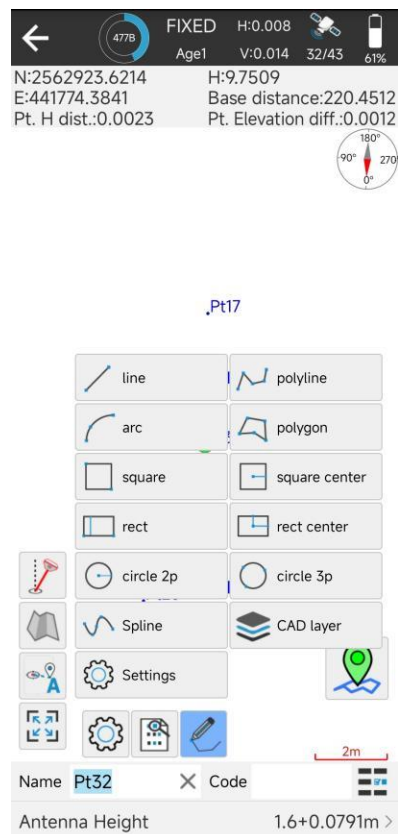 477B FIXED H:0.008
Age1 V:0.014 32/43 61%
N:2562923.6214 H:9.7509
E:441774.3841 Base distance:220.4512
Pt. H dist.:0.0023 Pt. Elevation diff.:0.0012
180°
90° 270
0°
Pt17
line polyline
arc polygon
square square center
rect rect center
circle 2p circle 3p
Spline CAD layer
Settings
A
2m
Name Pt32 Code
Antenna Height 1.6+0.0791m